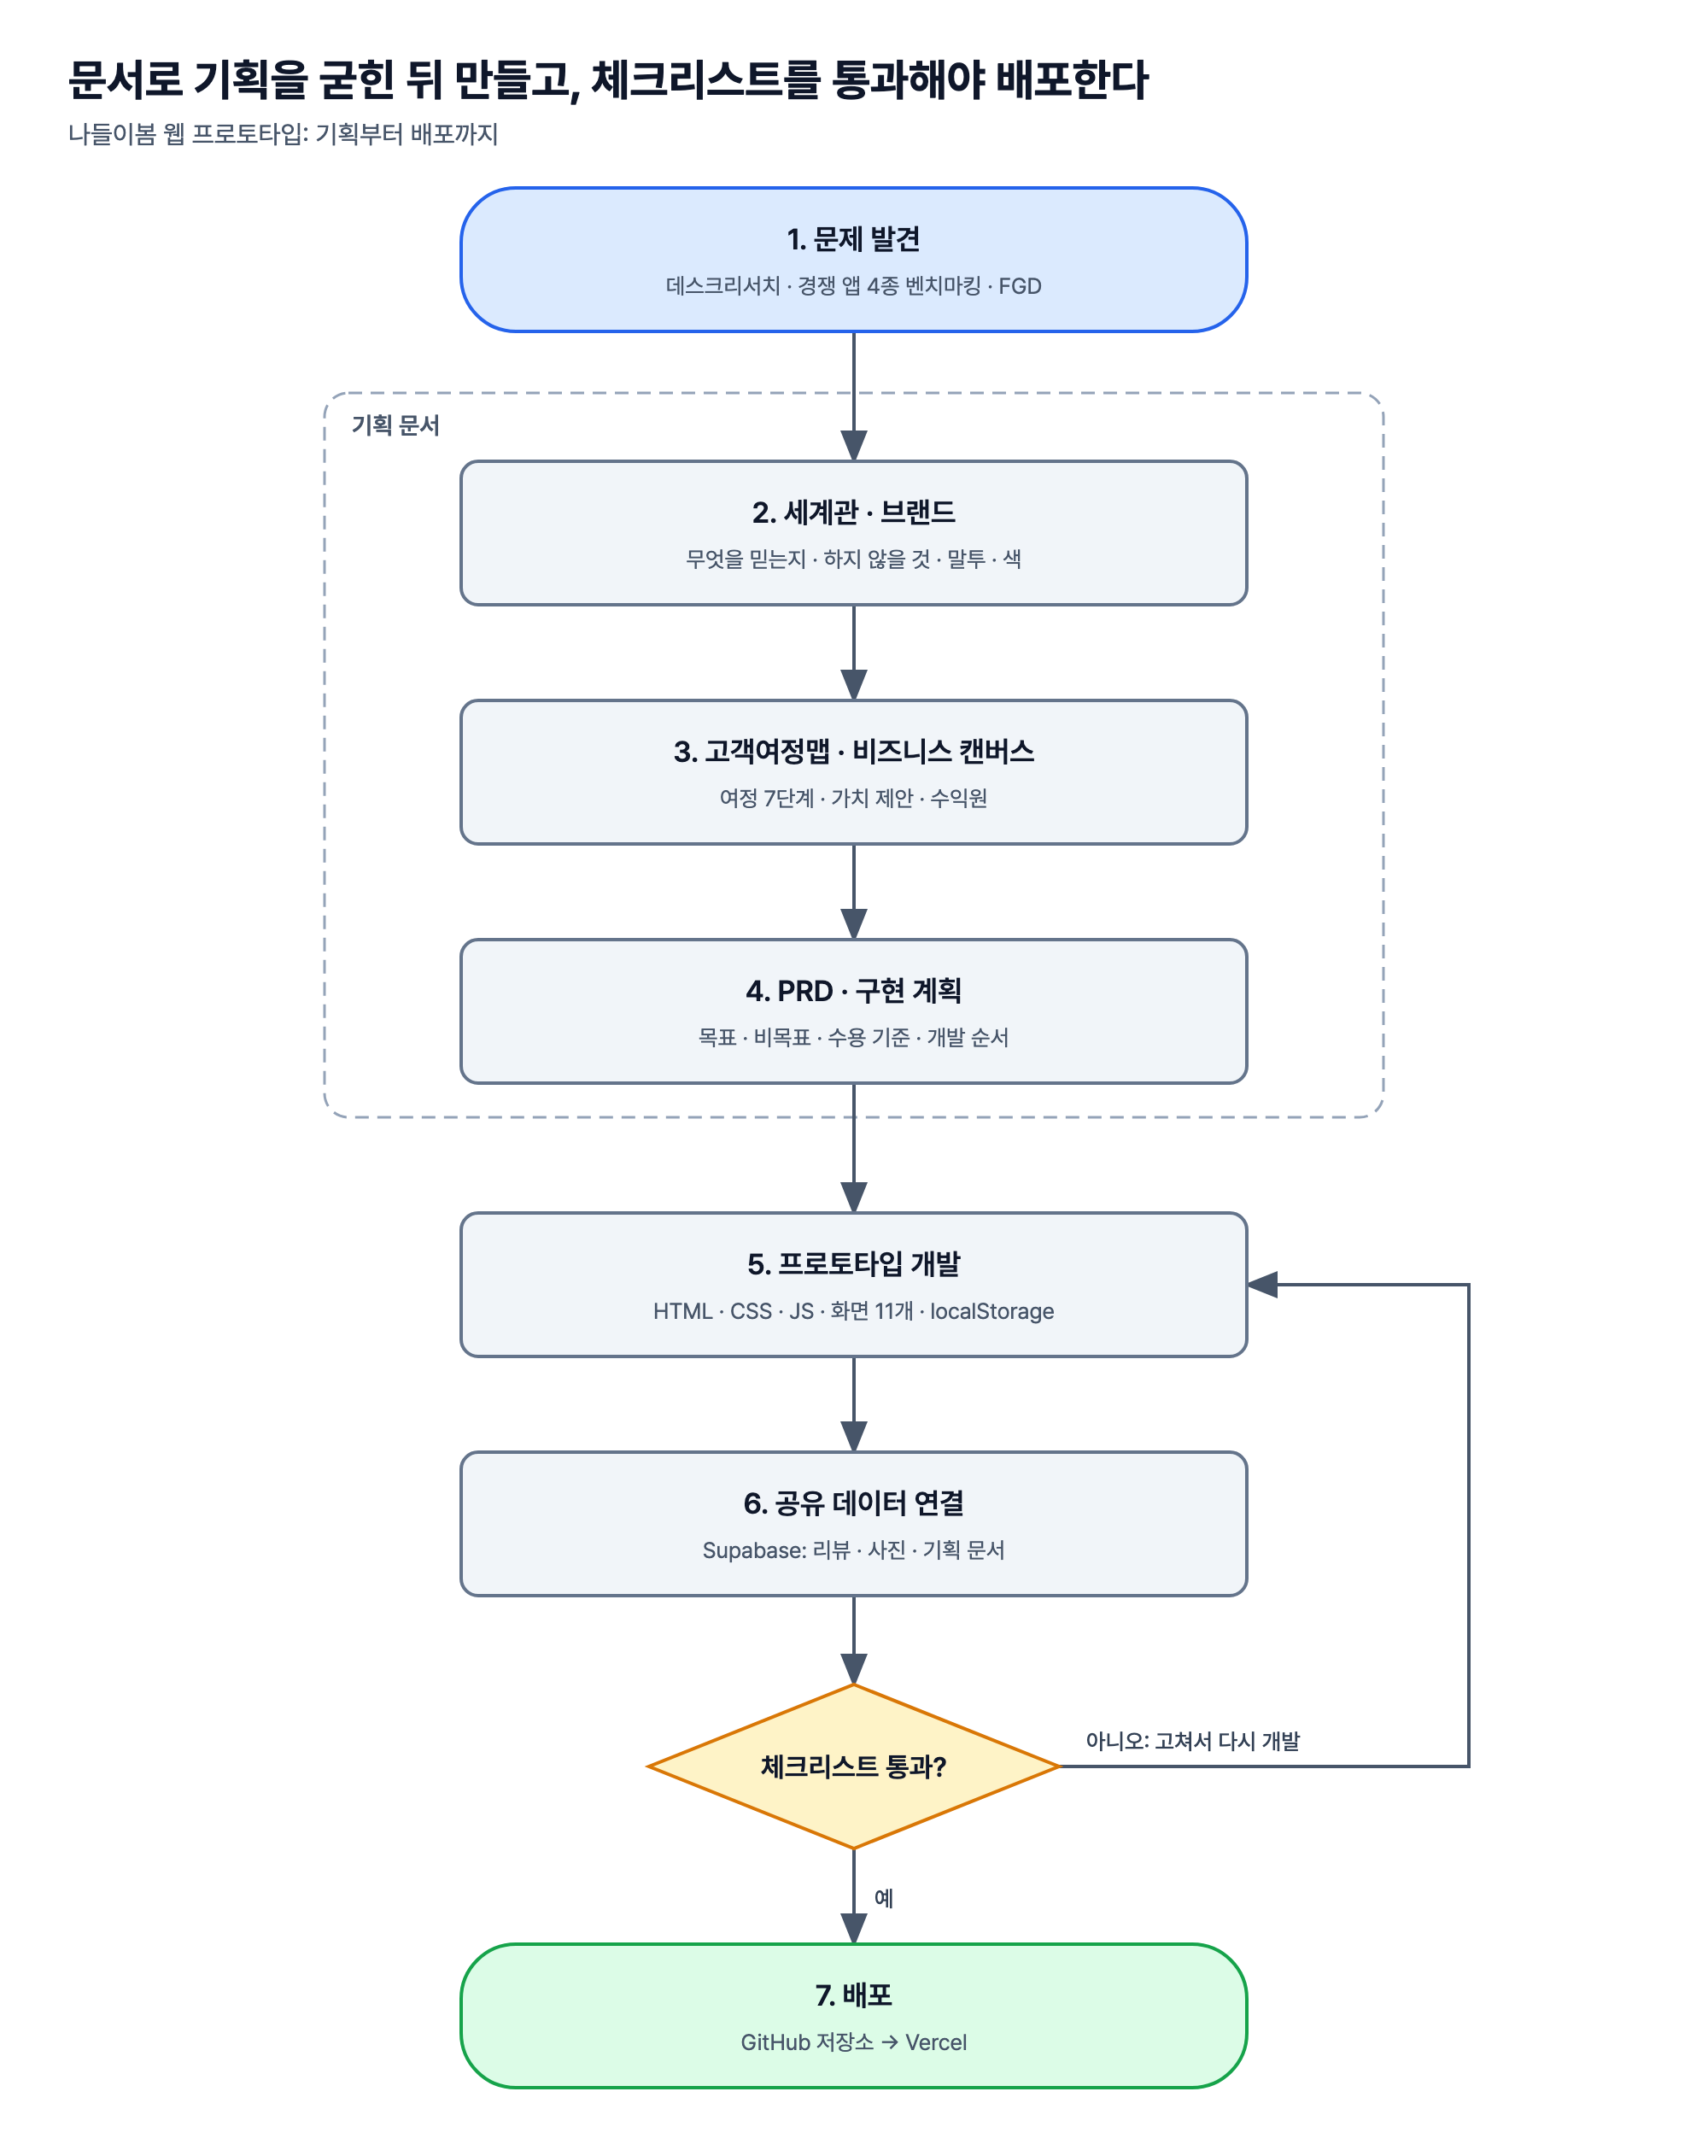 문서로 기획을 굳힌 뒤 만들고, 체크리스트를 통과해야 배포한다
나들이봄 웹 프로토타입: 기획부터 배포까지
1. 문제 발견
데스크리서치 · 경쟁 앱 4종 벤치마킹 · FGD
기획 문서
2. 세계관 · 브랜드
무엇을 믿는지 · 하지 않을 것 · 말투 · 색
3. 고객여정맵 · 비즈니스 캔버스
여정 7단계 · 가치 제안 · 수익원
4. PRD · 구현 계획
목표 · 비목표 · 수용 기준 · 개발 순서
5. 프로토타입 개발
HTML · CSS · JS · 화면 11개 · localStorage
6. 공유 데이터 연결
Supabase: 리뷰 · 사진 · 기획 문서
아니오: 고쳐서 다시 개발
체크리스트 통과?
예
7. 배포
GitHub 저장소 → Vercel